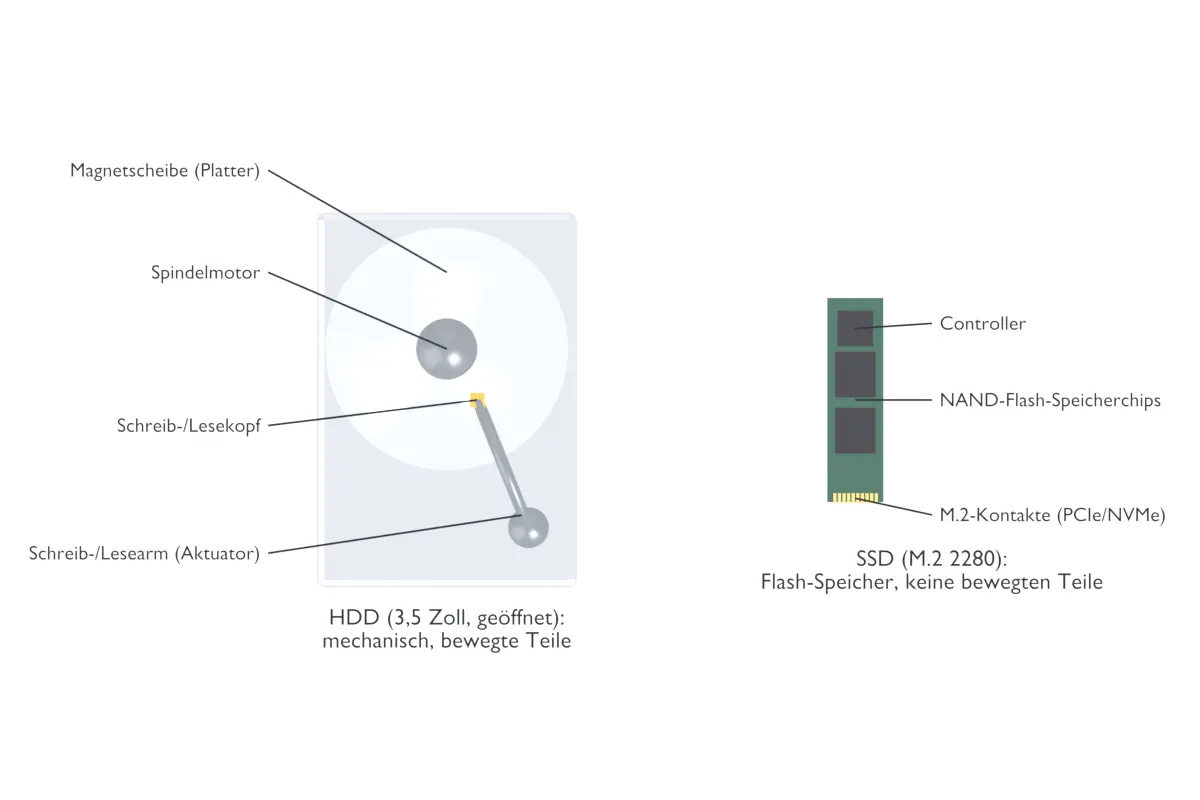 Magnetscheibe (Platter)
Spindelmotor
Schreib-/Lesekopf
Schreib-/Lesearm (Aktuator)
HDD (3,5 Zoll, geöffnet):
mechanisch, bewegte Teile
Controller
NAND-Flash-Speicherchips
M.2-Kontakte (PCIe/NVMe)
SSD (M.2 2280):
Flash-Speicher, keine bewegten Teile